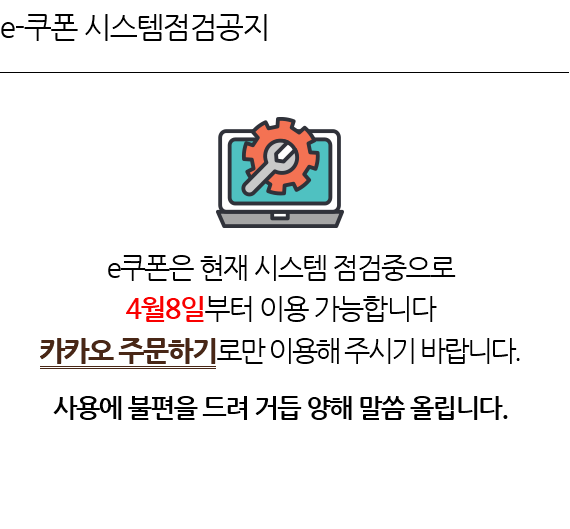 e-쿠폰 시스템점검공지
e쿠폰은 현재 시스템 점검중으로
4월8일부터 이용 가능합니다
카카오 주문하기로만 이용해 주시기 바랍니다.
사용에 불편을 드려 거듭 양해 말씀 올립니다.